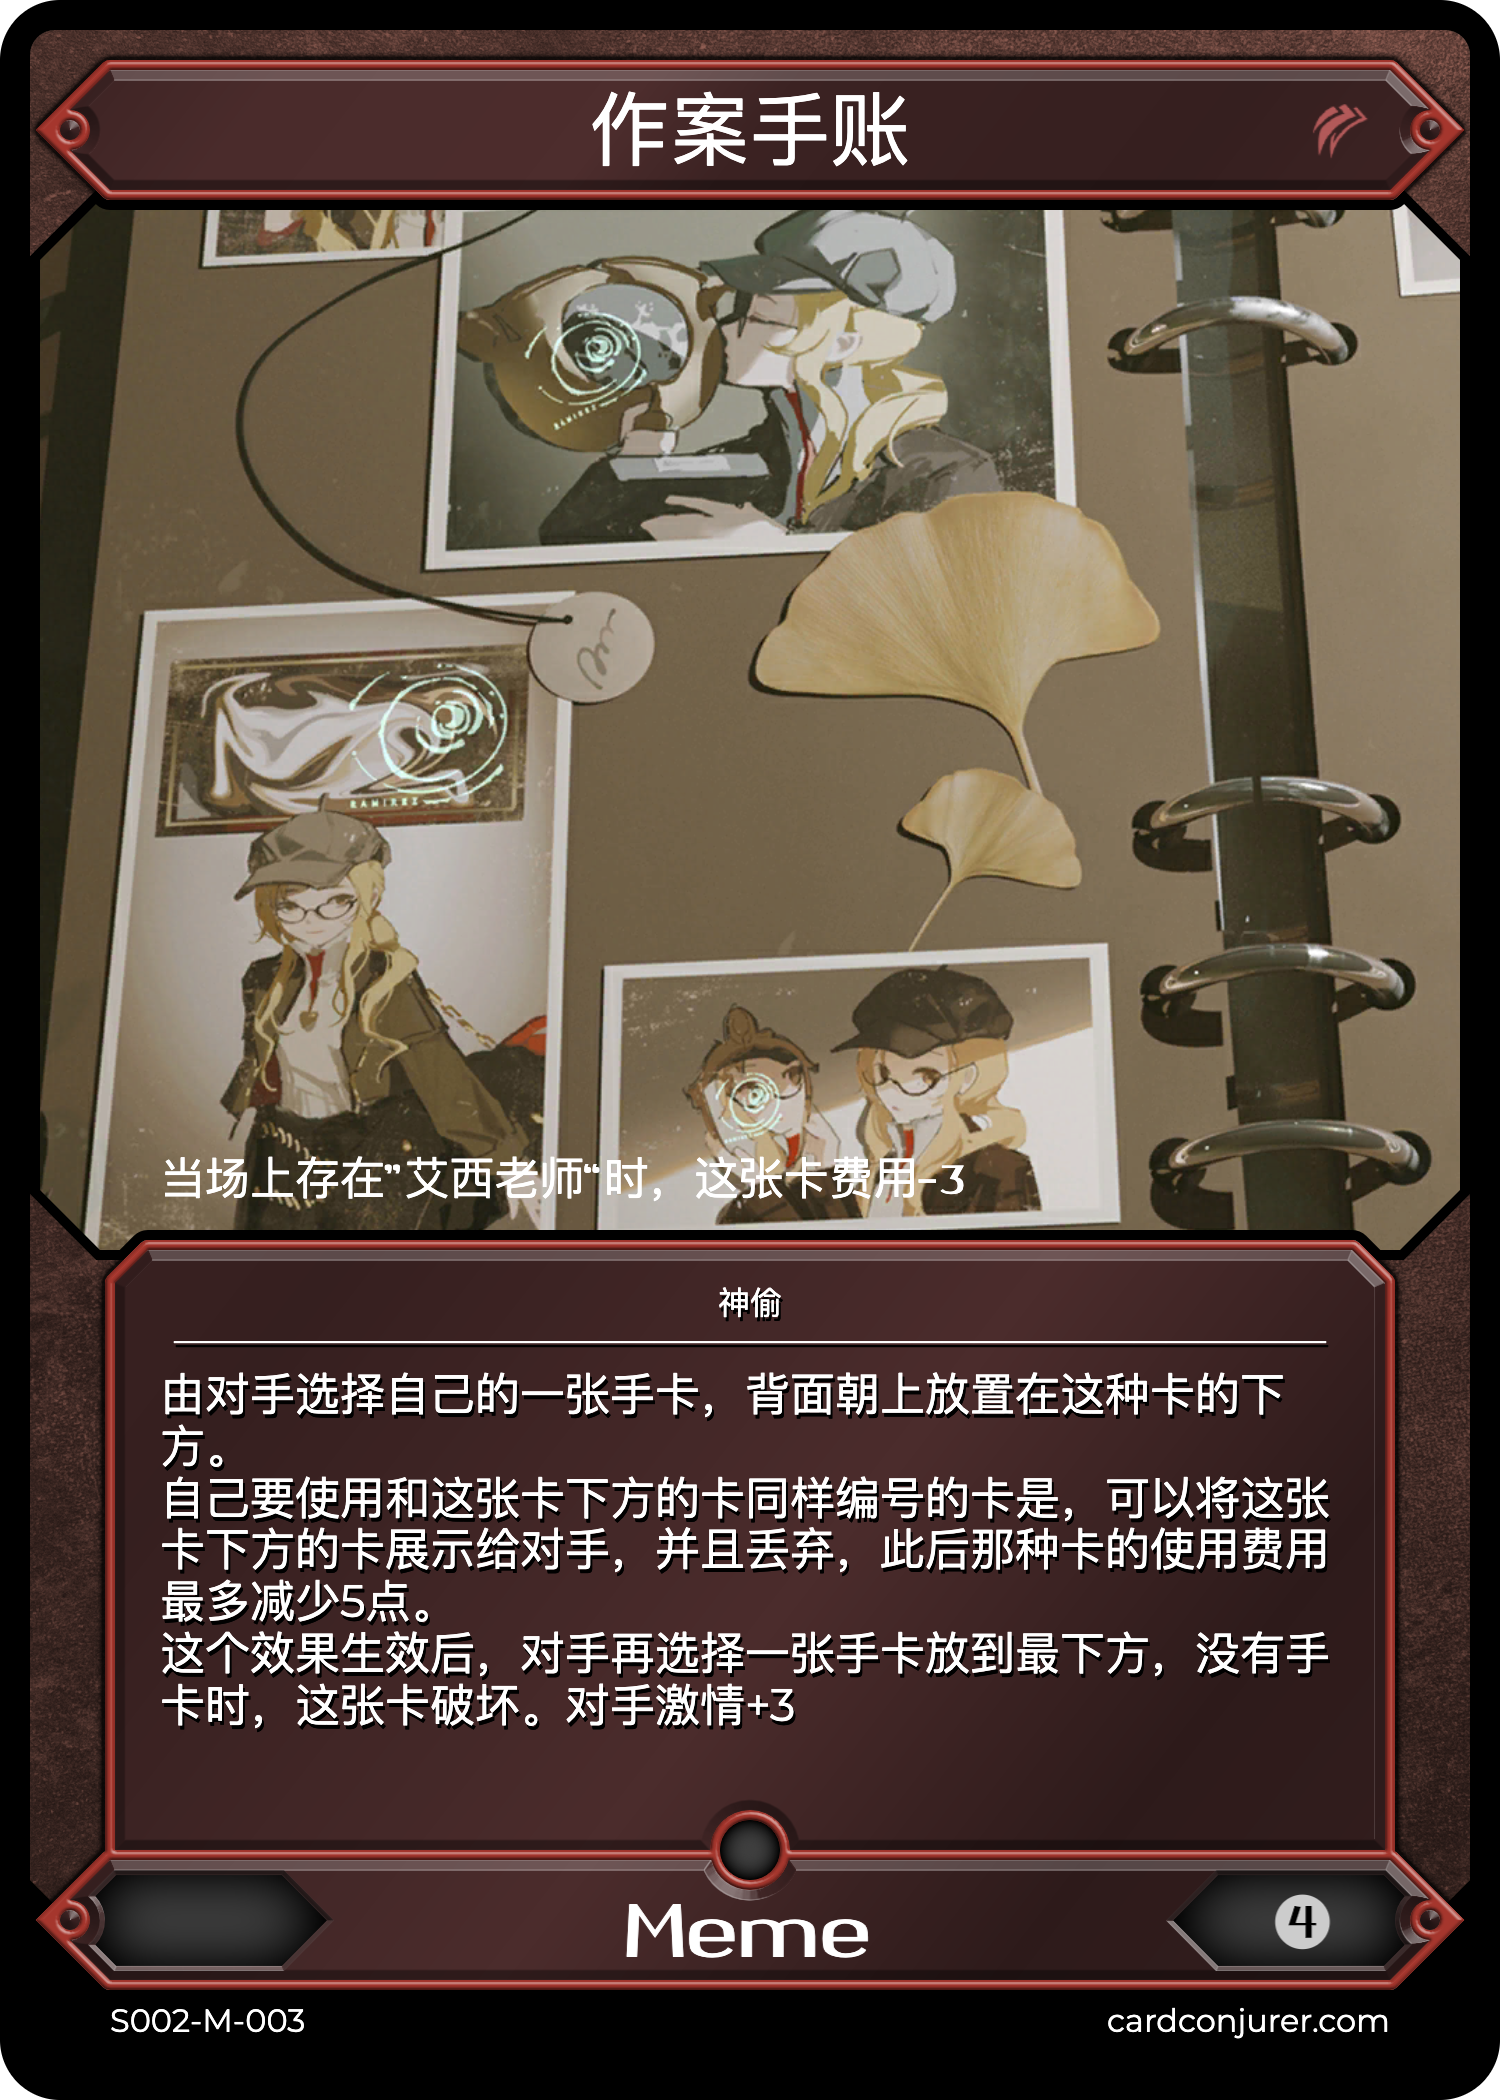 作案手账
RAMIREZ
RAMIREZ
当场上存在”艾西老师“时，这张卡费用-3
神偷
由对手选择自己的一张手卡，背面朝上放置在这种卡的下
方。
自己要使用和这张卡下方的卡同样编号的卡是，可以将这张
卡下方的卡展示给对手，并且丢弃，此后那种卡的使用费用
最多减少5点。
这个效果生效后，对手再选择一张手卡放到最下方，没有手
卡时，这张卡破坏。对手激情+3
Meme
4
S002-M-003
cardconjurer.com